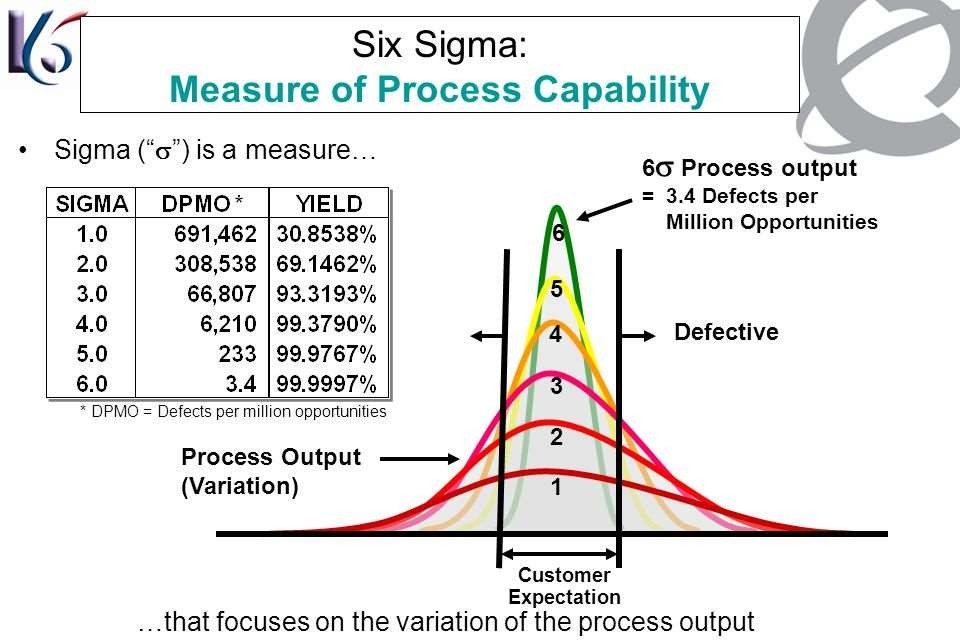 Six Sigma:
Measure of Process Capability
• Sigma (“σ”) is a measure…
SIGMA DPMO * YIELD
1.0 691,462 30.8538%
2.0 308,538 69.1462%
3.0 66,807 93.3193%
4.0 6,210 99.3790%
5.0 233 99.9767%
6.0 3.4 99.9997%
* DPMO = Defects per million opportunities
6σ Process output
= 3.4 Defects per
Million Opportunities
6
5
4
3
2
1
Defective
Process Output
(Variation)
Customer
Expectation
…that focuses on the variation of the process output